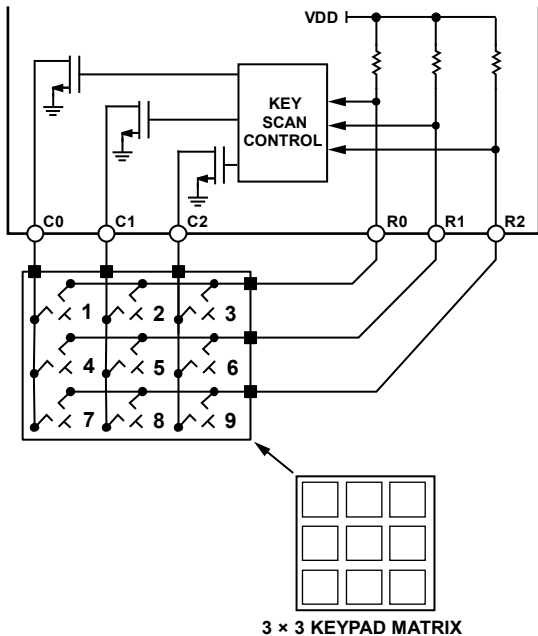 VDD
KEY
SCAN
CONTROL
C0 C1 C2 R0 R1 R2
1 2 3
4 5 6
7 8 9
3 × 3 KEYPAD MATRIX